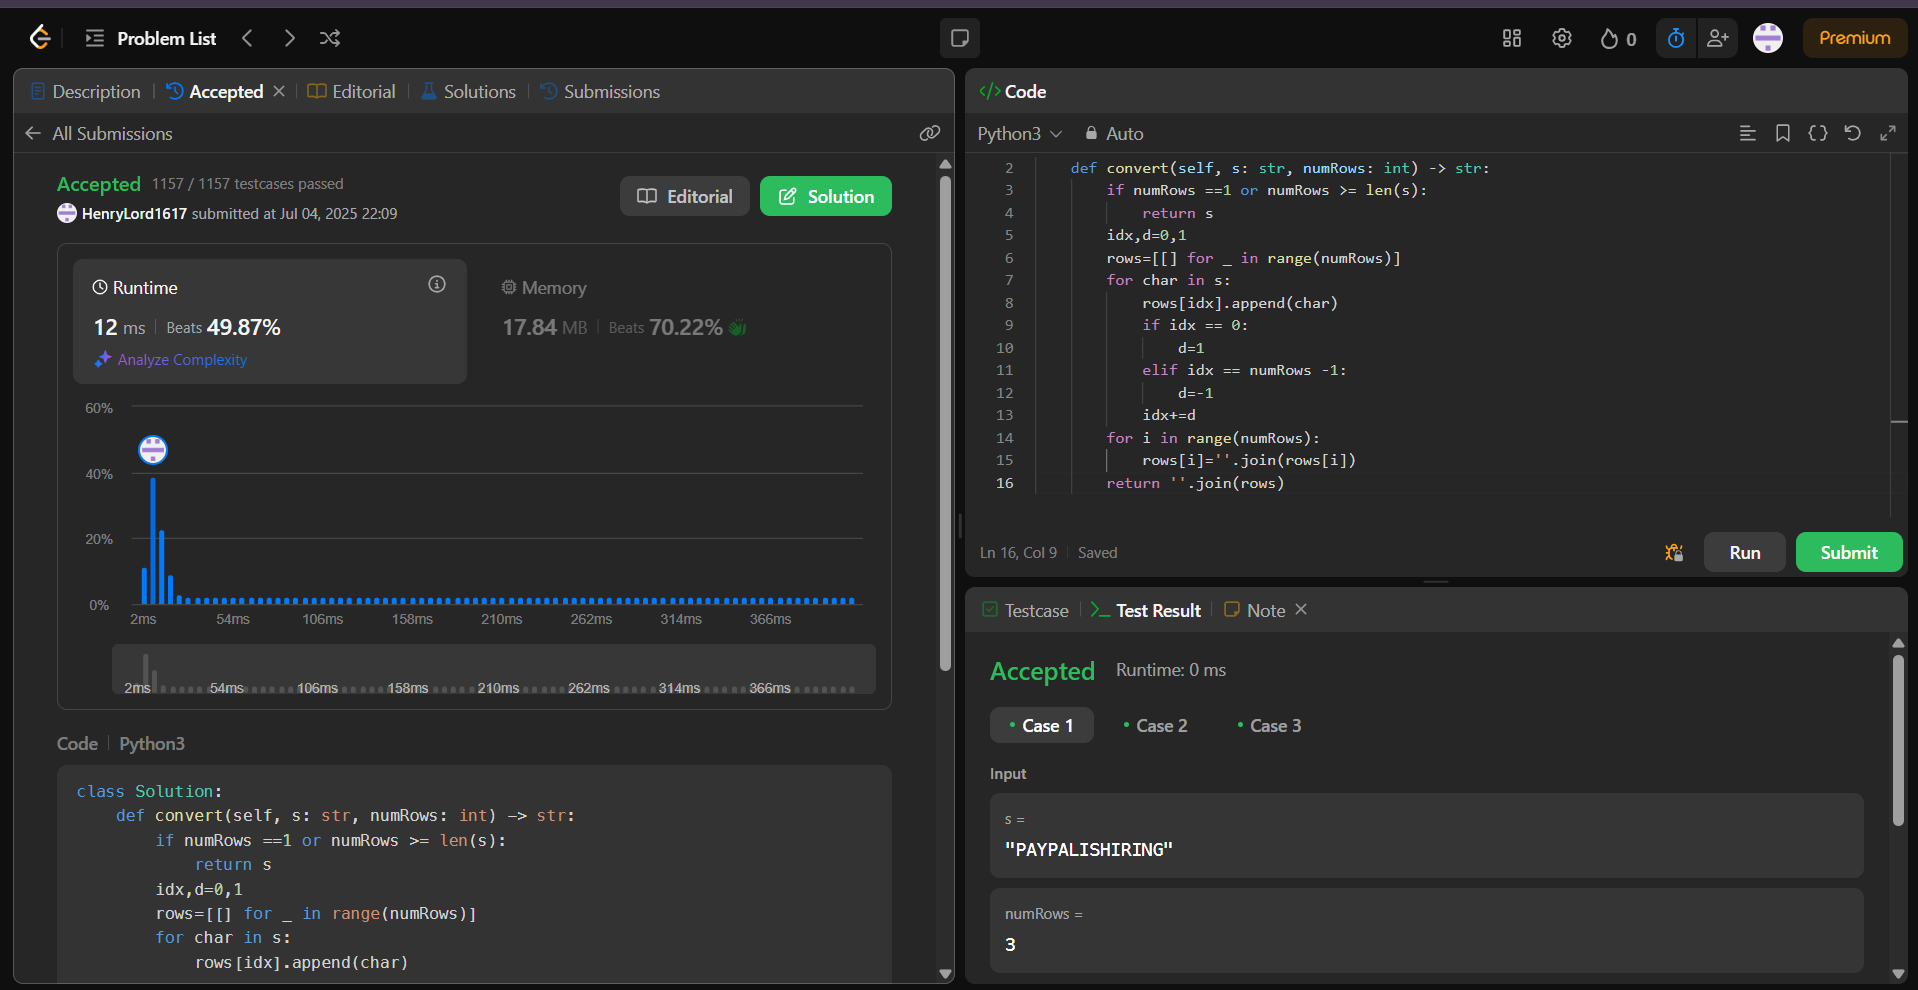 Problem List
0
Premium
Description
Accepted
Editorial
Solutions
Submissions
All Submissions
Accepted 1157 / 1157 testcases passed
HenryLord1617 submitted at Jul 04, 2025 22:09
Editorial
Solution
Runtime
12 ms
Beats 49.87%
Analyze Complexity
Memory
17.84 MB
Beats 70.22%
60%
40%
20%
0%
2ms 54ms 106ms 158ms 210ms 262ms 314ms 366ms
2ms 54ms 106ms 158ms 210ms 262ms 314ms 366ms
Code
Python3
class Solution:
    def convert(self, s: str, numRows: int) -> str:
        if numRows ==1 or numRows >= len(s):
            return s
        idx,d=0,1
        rows=[[] for _ in range(numRows)]
        for char in s:
            rows[idx].append(char)
</> Code
Python3
Auto
2     def convert(self, s: str, numRows: int) -> str:
3         if numRows ==1 or numRows >= len(s):
4             return s
5         idx,d=0,1
6         rows=[[] for _ in range(numRows)]
7         for char in s:
8             rows[idx].append(char)
9             if idx == 0:
10                 d=1
11             elif idx == numRows -1:
12                 d=-1
13             idx+=d
14         for i in range(numRows):
15             rows[i]=''.join(rows[i])
16         return ''.join(rows)
Ln 16, Col 9
Saved
Run
Submit
Testcase
Test Result
Note
Accepted
Runtime: 0 ms
Case 1
Case 2
Case 3
Input
s =
"PAYPALISHIRING"
numRows =
3